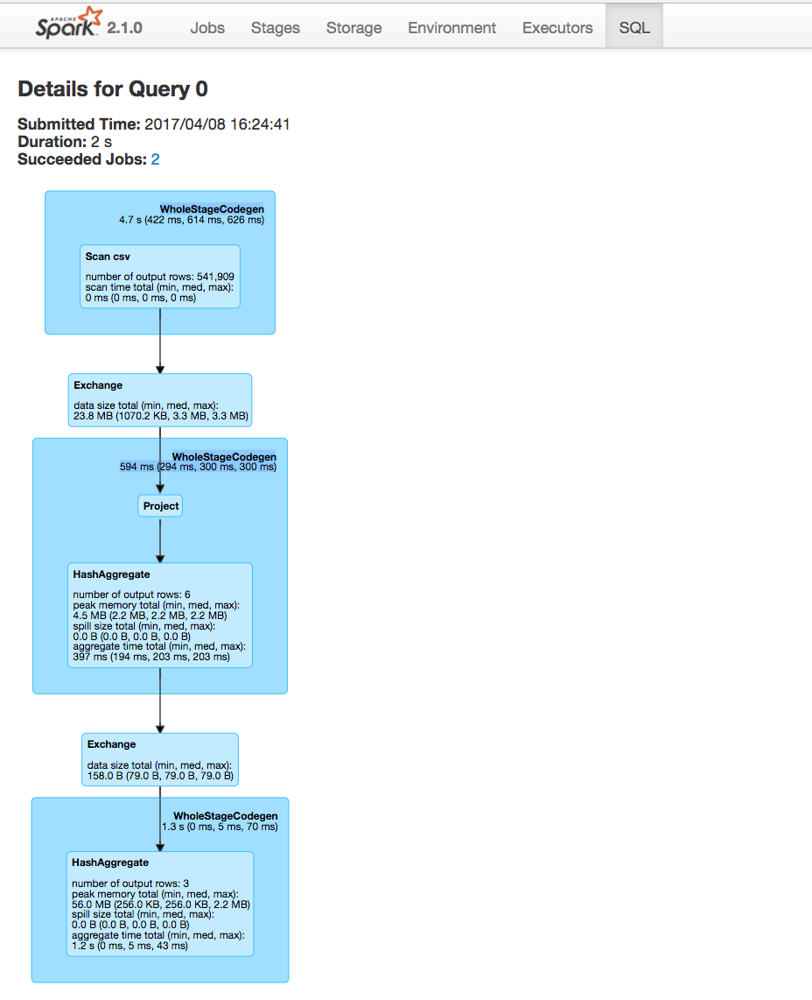 APACHE
Spark 2.1.0 Jobs Stages Storage Environment Executors SQL
Details for Query 0
Submitted Time: 2017/04/08 16:24:41
Duration: 2 s
Succeeded Jobs: 2
WholeStageCodegen
4.7 s (422 ms, 614 ms, 626 ms)
Scan csv
number of output rows: 541,909
scan time total (min, med, max):
0 ms (0 ms, 0 ms, 0 ms)
Exchange
data size total (min, med, max):
23.8 MB (1070.2 KB, 3.3 MB, 3.3 MB)
WholeStageCodegen
594 ms (294 ms, 300 ms, 300 ms)
Project
HashAggregate
number of output rows: 6
peak memory total (min, med, max):
4.5 MB (2.2 MB, 2.2 MB, 2.2 MB)
spill size total (min, med, max):
0.0 B (0.0 B, 0.0 B, 0.0 B)
aggregate time total (min, med, max):
397 ms (194 ms, 203 ms, 203 ms)
Exchange
data size total (min, med, max):
158.0 B (79.0 B, 79.0 B, 79.0 B)
WholeStageCodegen
1.3 s (0 ms, 5 ms, 70 ms)
HashAggregate
number of output rows: 3
peak memory total (min, med, max):
56.0 MB (256.0 KB, 256.0 KB, 2.2 MB)
spill size total (min, med, max):
0.0 B (0.0 B, 0.0 B, 0.0 B)
aggregate time total (min, med, max):
1.2 s (0 ms, 5 ms, 43 ms)